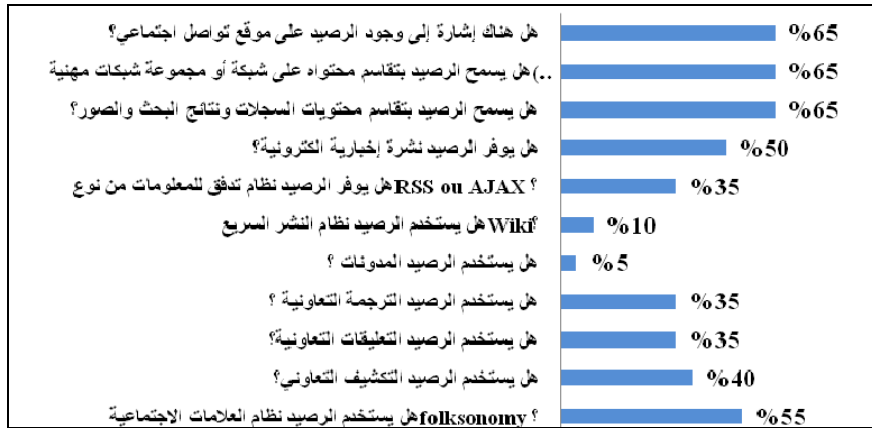 هل هناك إشارة إلى وجود الرصيد على موقع تواصل اجتماعي؟ %65
..)هل يسمح الرصيد بتقاسم محتواه على شبكة أو مجموعة شبكات مهنية %65
هل يسمح الرصيد بتقاسم محتويات السجلات ونتائج البحث والصور؟ %65
هل يوفر الرصيد نشرة إخبارية الكترونية؟ %50
؟ RSS ou AJAXهل يوفر الرصيد نظام تدفق للمعلومات من نوع %35
؟Wikiهل يستخدم الرصيد نظام النشر السريع %10
هل يستخدم الرصيد المدونات ؟ %5
هل يستخدم الرصيد الترجمة التعاونية ؟ %35
هل يستخدم الرصيد التعليقات التعاونية؟ %35
هل يستخدم الرصيد التكشيف التعاوني؟ %40
؟ folksonomyهل يستخدم الرصيد نظام العلامات الاجتماعية %55